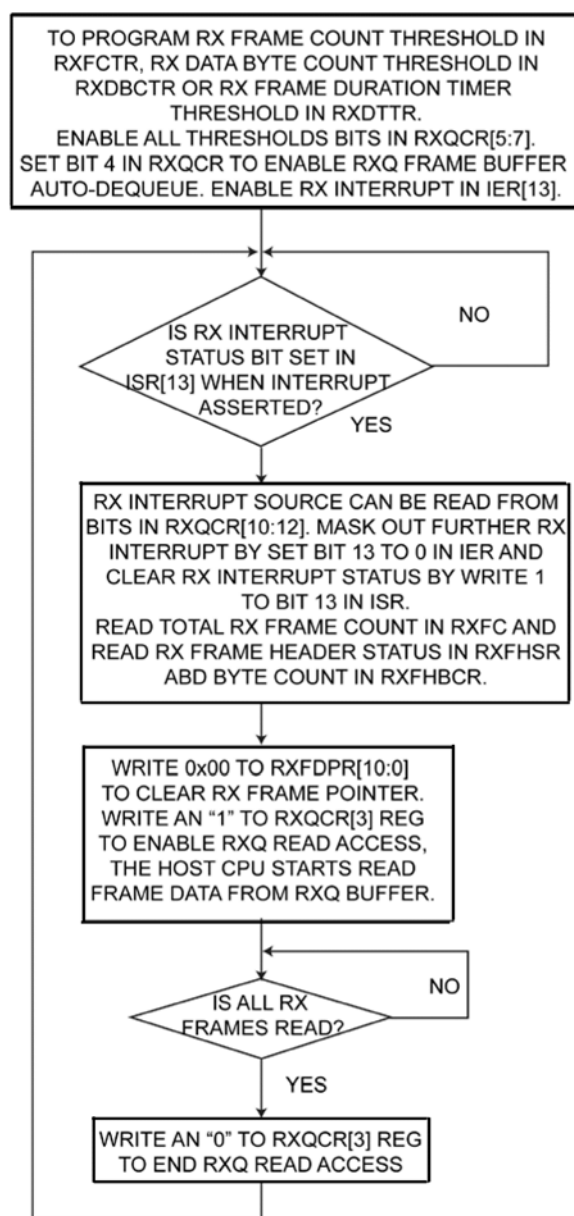 TO PROGRAM RX FRAME COUNT THRESHOLD IN
RXFCTR, RX DATA BYTE COUNT THRESHOLD IN
RXDBCTR OR RX FRAME DURATION TIMER
THRESHOLD IN RXDTTR.
ENABLE ALL THRESHOLDS BITS IN RXQCR[5:7].
SET BIT 4 IN RXQCR TO ENABLE RXQ FRAME BUFFER
AUTO-DEQUEUE. ENABLE RX INTERRUPT IN IER[13].
NO
IS RX INTERRUPT
STATUS BIT SET IN
ISR[13] WHEN INTERRUPT
ASSERTED?
YES
RX INTERRUPT SOURCE CAN BE READ FROM
BITS IN RXQCR[10:12]. MASK OUT FURTHER RX
INTERRUPT BY SET BIT 13 TO 0 IN IER AND
CLEAR RX INTERRUPT STATUS BY WRITE 1
TO BIT 13 IN ISR.
READ TOTAL RX FRAME COUNT IN RXFC AND
READ RX FRAME HEADER STATUS IN RXFHSR
ABD BYTE COUNT IN RXFHBCR.
WRITE 0x00 TO RXFDPR[10:0]
TO CLEAR RX FRAME POINTER.
WRITE AN “1” TO RXQCR[3] REG
TO ENABLE RXQ READ ACCESS,
THE HOST CPU STARTS READ
FRAME DATA FROM RXQ BUFFER.
NO
IS ALL RX
FRAMES READ?
YES
WRITE AN “0” TO RXQCR[3] REG
TO END RXQ READ ACCESS